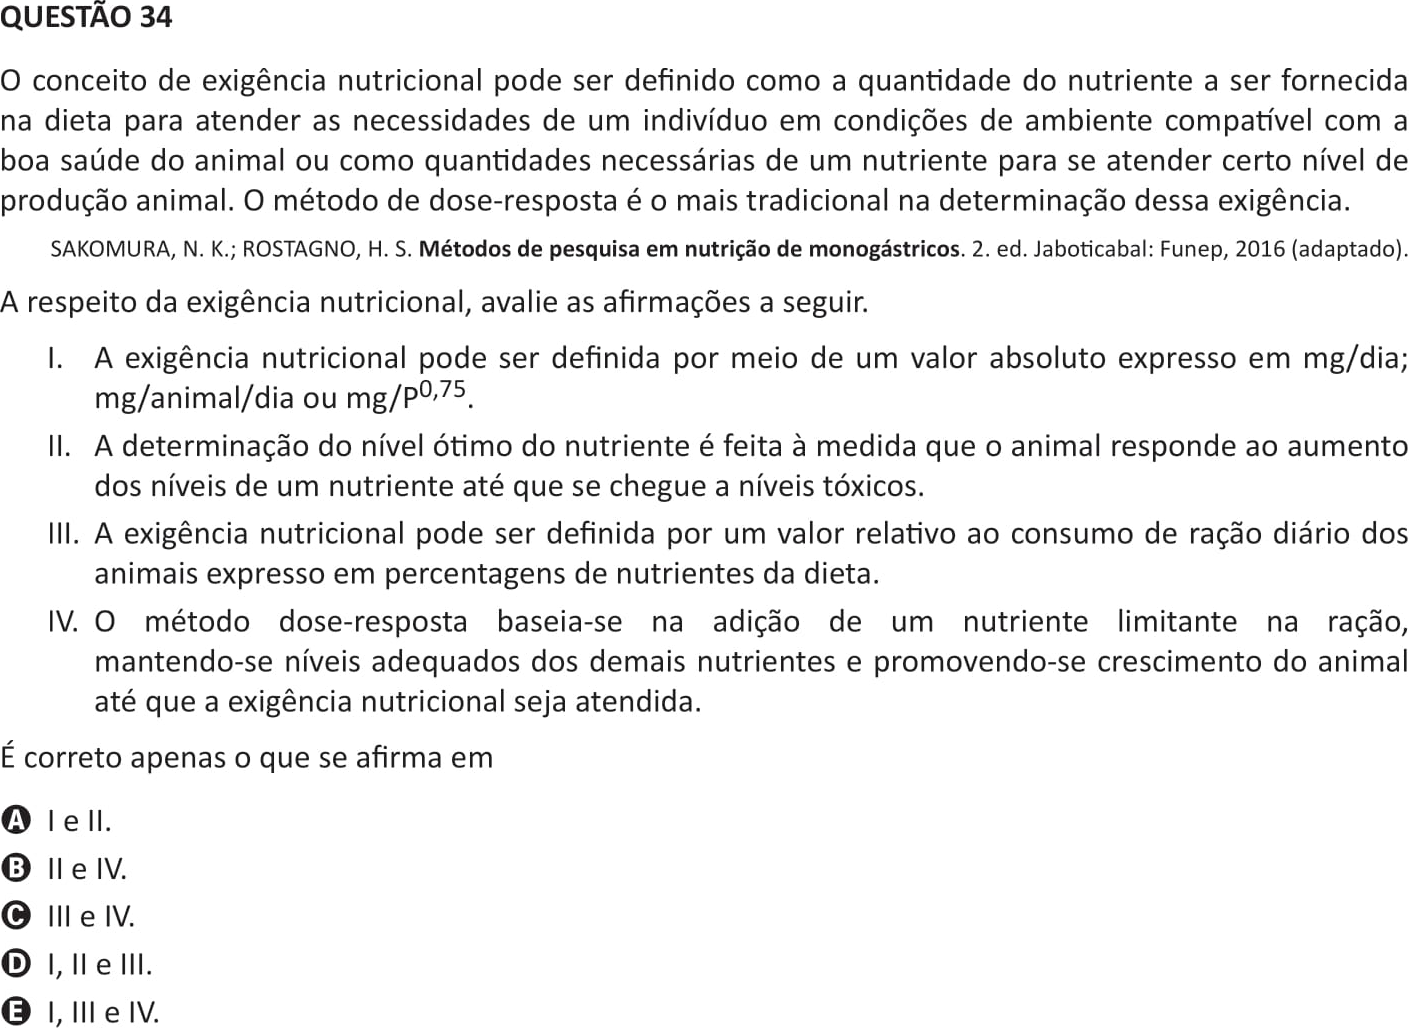 QUESTÃO 34
O conceito de exigência nutricional pode ser definido como a quantidade do nutriente a ser fornecida
na dieta para atender as necessidades de um indivíduo em condições de ambiente compatível com a
boa saúde do animal ou como quantidades necessárias de um nutriente para se atender certo nível de
produção animal. O método de dose-resposta é o mais tradicional na determinação dessa exigência.
SAKOMURA, N. K.; ROSTAGNO, H. S. Métodos de pesquisa em nutrição de monogástricos. 2. ed. Jaboticabal: Funep, 2016 (adaptado).
A respeito da exigência nutricional, avalie as afirmações a seguir.
I. A exigência nutricional pode ser definida por meio de um valor absoluto expresso em mg/dia;
mg/animal/dia ou mg/P^0,75.
II. A determinação do nível ótimo do nutriente é feita à medida que o animal responde ao aumento
dos níveis de um nutriente até que se chegue a níveis tóxicos.
III. A exigência nutricional pode ser definida por um valor relativo ao consumo de ração diário dos
animais expresso em percentagens de nutrientes da dieta.
IV. O método dose-resposta baseia-se na adição de um nutriente limitante na ração,
mantendo-se níveis adequados dos demais nutrientes e promovendo-se crescimento do animal
até que a exigência nutricional seja atendida.
É correto apenas o que se afirma em
A I e II.
B II e IV.
C III e IV.
D I, II e III.
E I, III e IV.